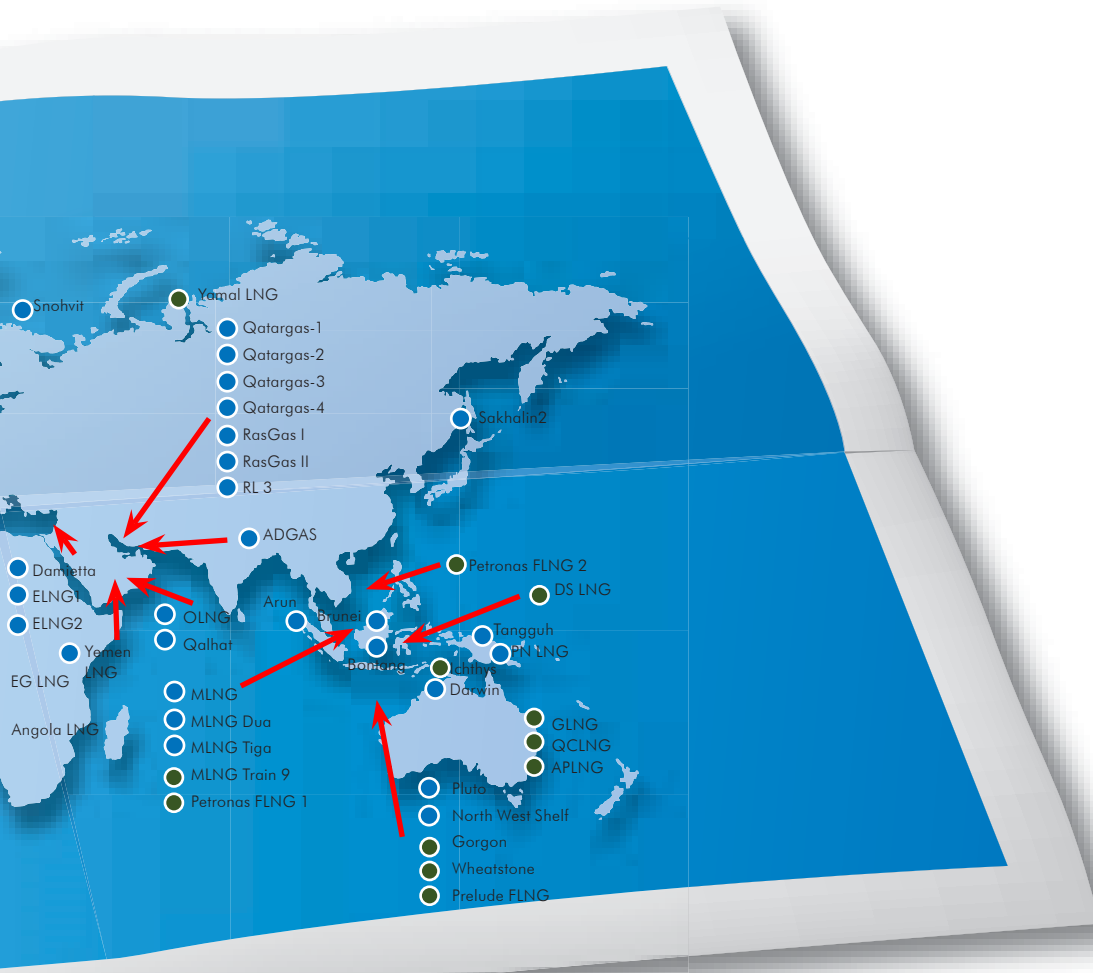 Snohvit
Yamal LNG
Qatargas-1
Qatargas-2
Qatargas-3
Qatargas-4
RasGas I
RasGas II
RL 3
Sakhalin2
ADGAS
Damietta
ELNG1
ELNG2
Yemen
LNG
EG LNG
Angola LNG
OLNG
Qalhat
Arun
Brunei
Bontang
Petronas FLNG 2
DS LNG
Tangguh
PN LNG
Ichthys
Darwin
MLNG
MLNG Dua
MLNG Tiga
MLNG Train 9
Petronas FLNG 1
GLNG
QCLNG
APLNG
Pluto
North West Shelf
Gorgon
Wheatstone
Prelude FLNG